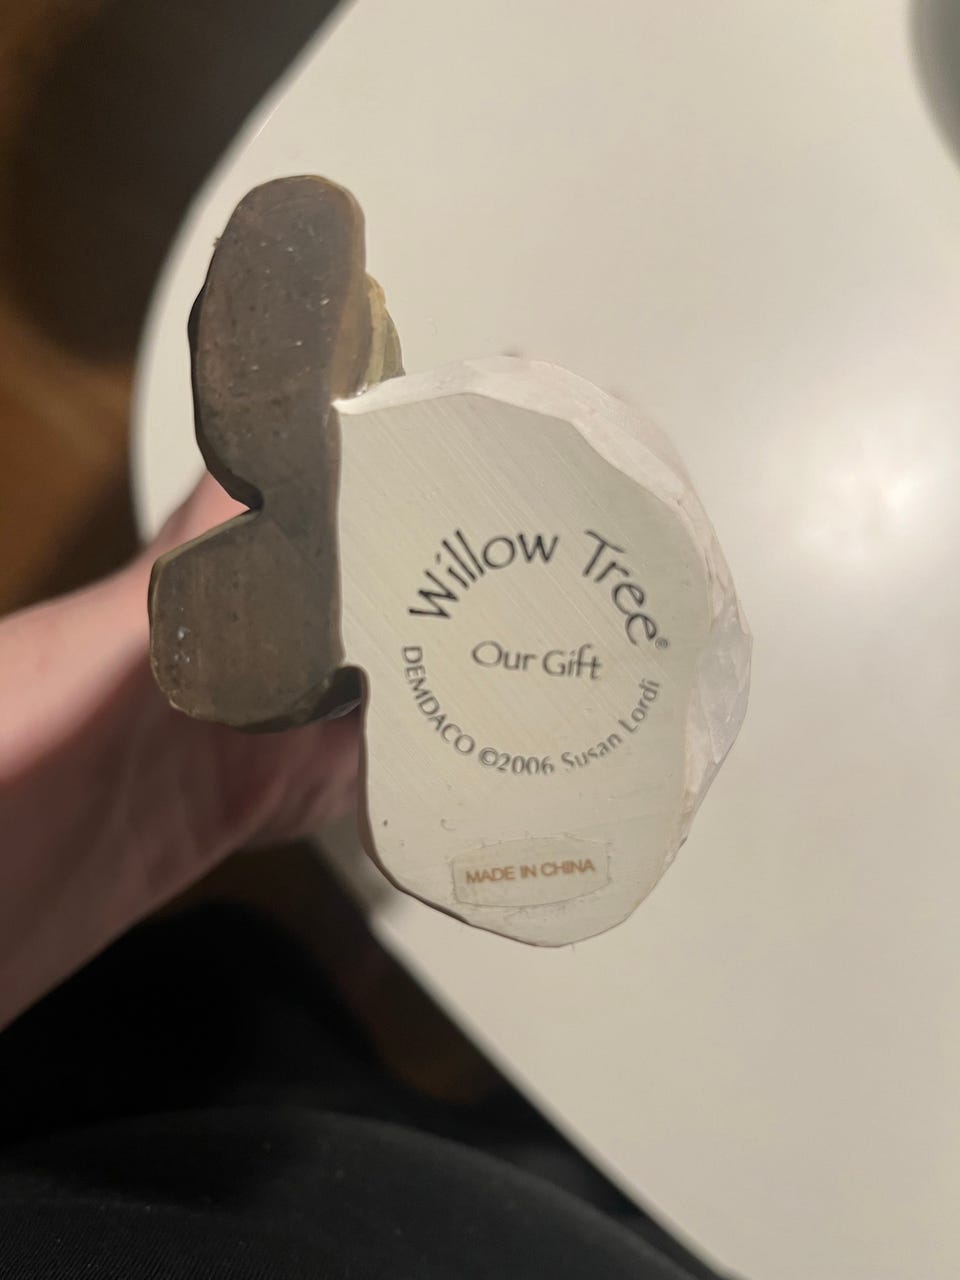 Willow Tree®
Our Gift
DEMDACO ©2006 Susan Lordi
MADE IN CHINA